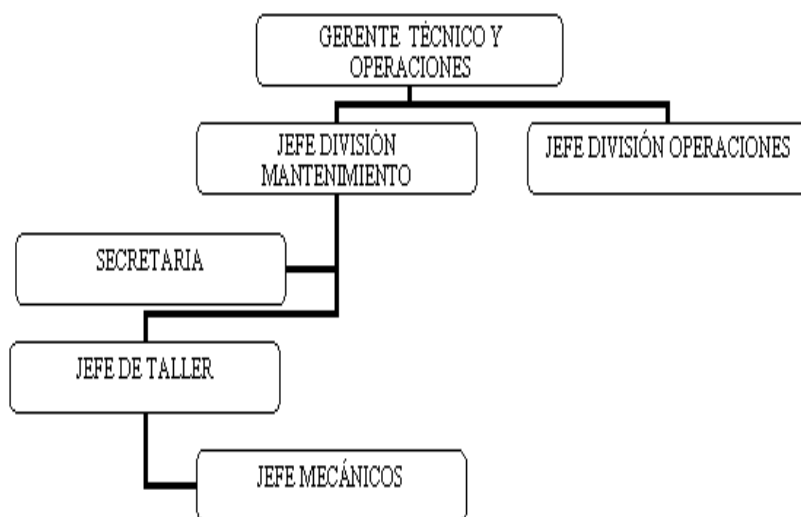 GERENTE TÉCNICO Y
OPERACIONES
JEFE DIVISIÓN
MANTENIMIENTO
JEFE DIVISIÓN OPERACIONES
SECRETARIA
JEFE DE TALLER
JEFE MECÁNICOS